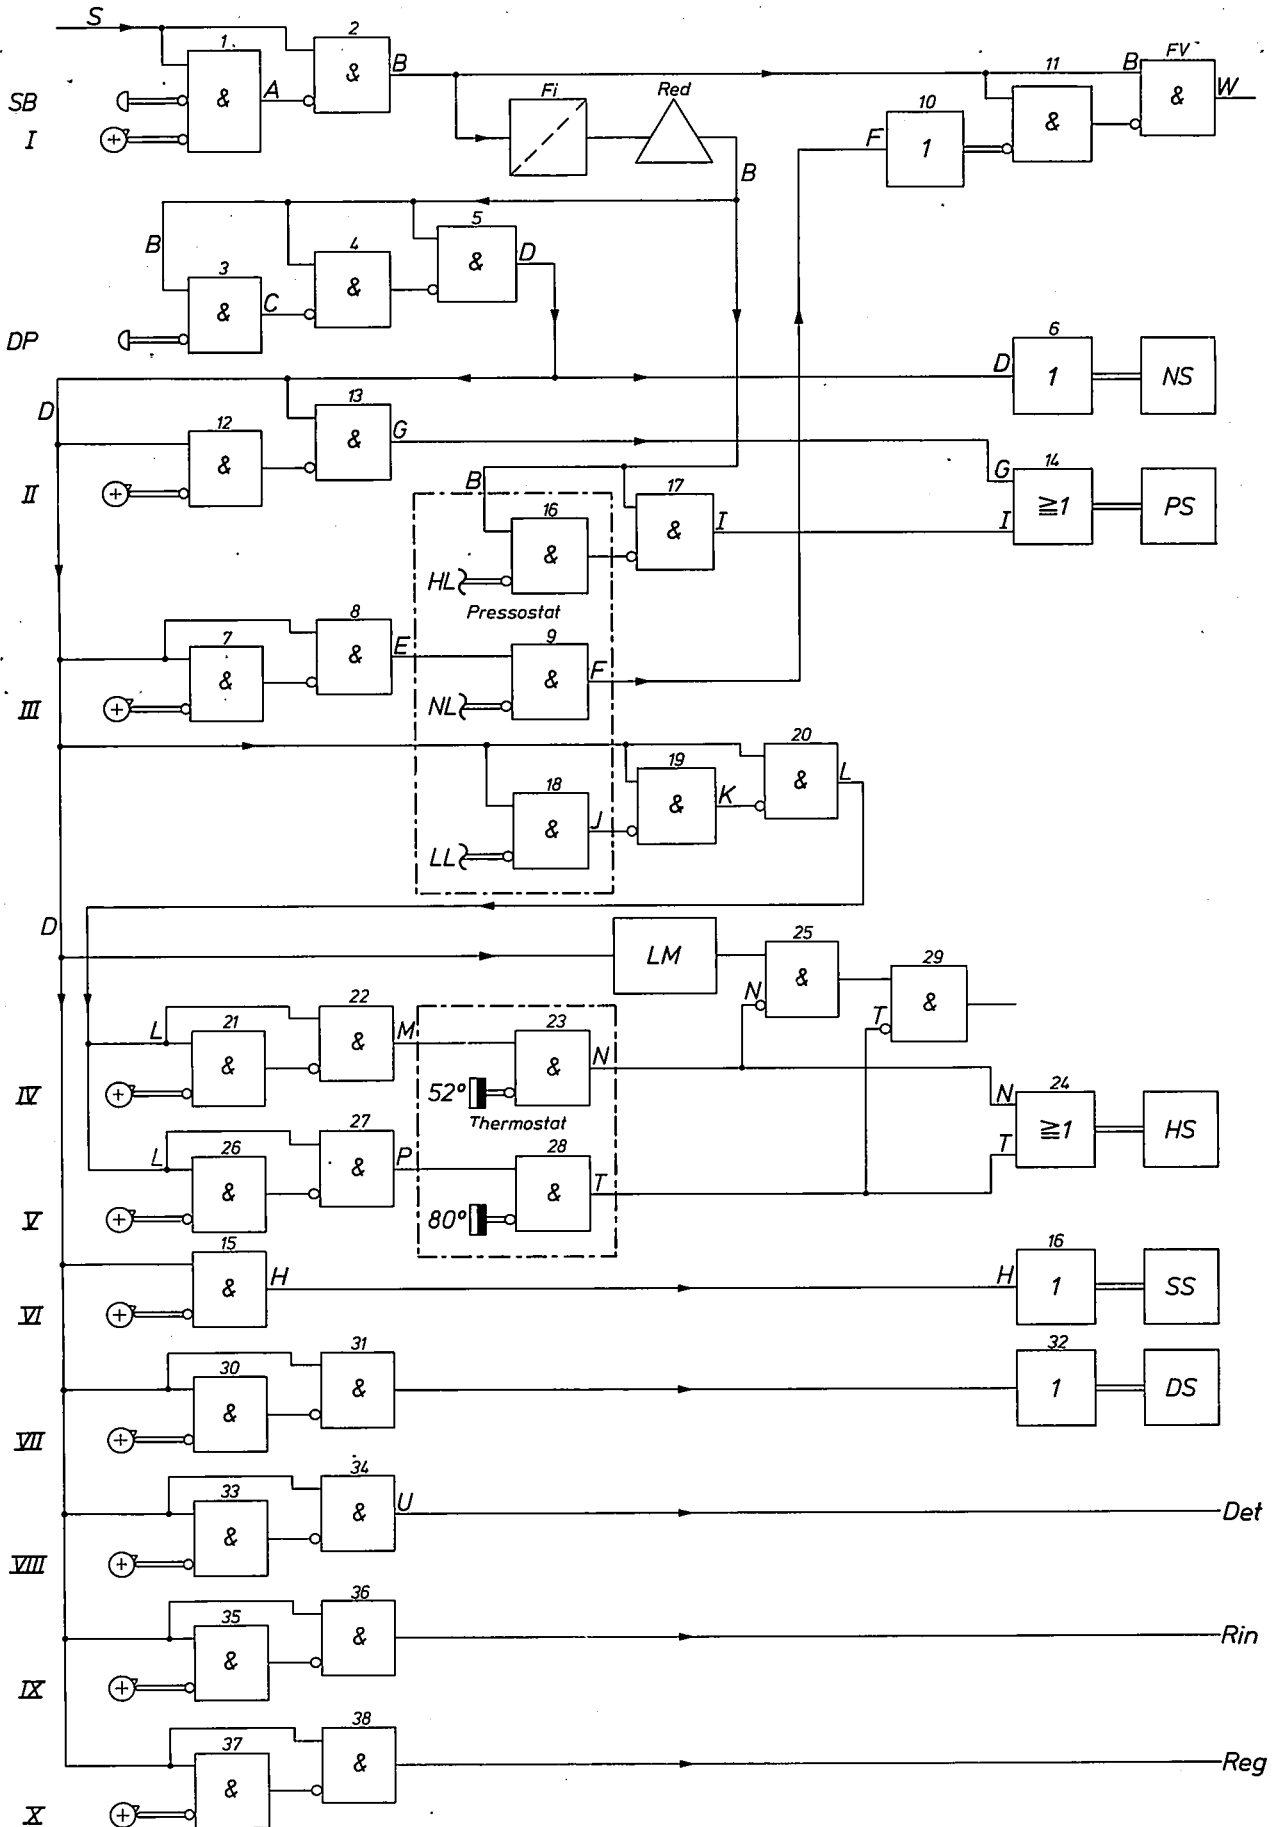 S
1
2
&
&
A
B
SB
I
Fi
Red
B
11
FV
B
&
W
&
10
F
1
B
3
&
C
4
&
5
&
D
DP
6
D
1
NS
D
12
&
13
&
G
II
14
G
I
≧1
PS
B
16
&
17
&
I
HL
Pressostat
7
&
8
&
E
9
&
F
NL
III
18
&
J
19
&
K
20
&
L
LL
D
LM
25
&
N
29
&
T
L
21
&
22
&
M
23
&
N
52°
Thermostat
IV
24
N
T
≧1
HS
L
26
&
27
&
P
28
&
T
80°
V
15
&
H
16
H
1
SS
VI
30
&
31
&
32
1
DS
VII
33
&
34
&
U
Det
VIII
35
&
36
&
Rin
IX
37
&
38
&
Reg
X